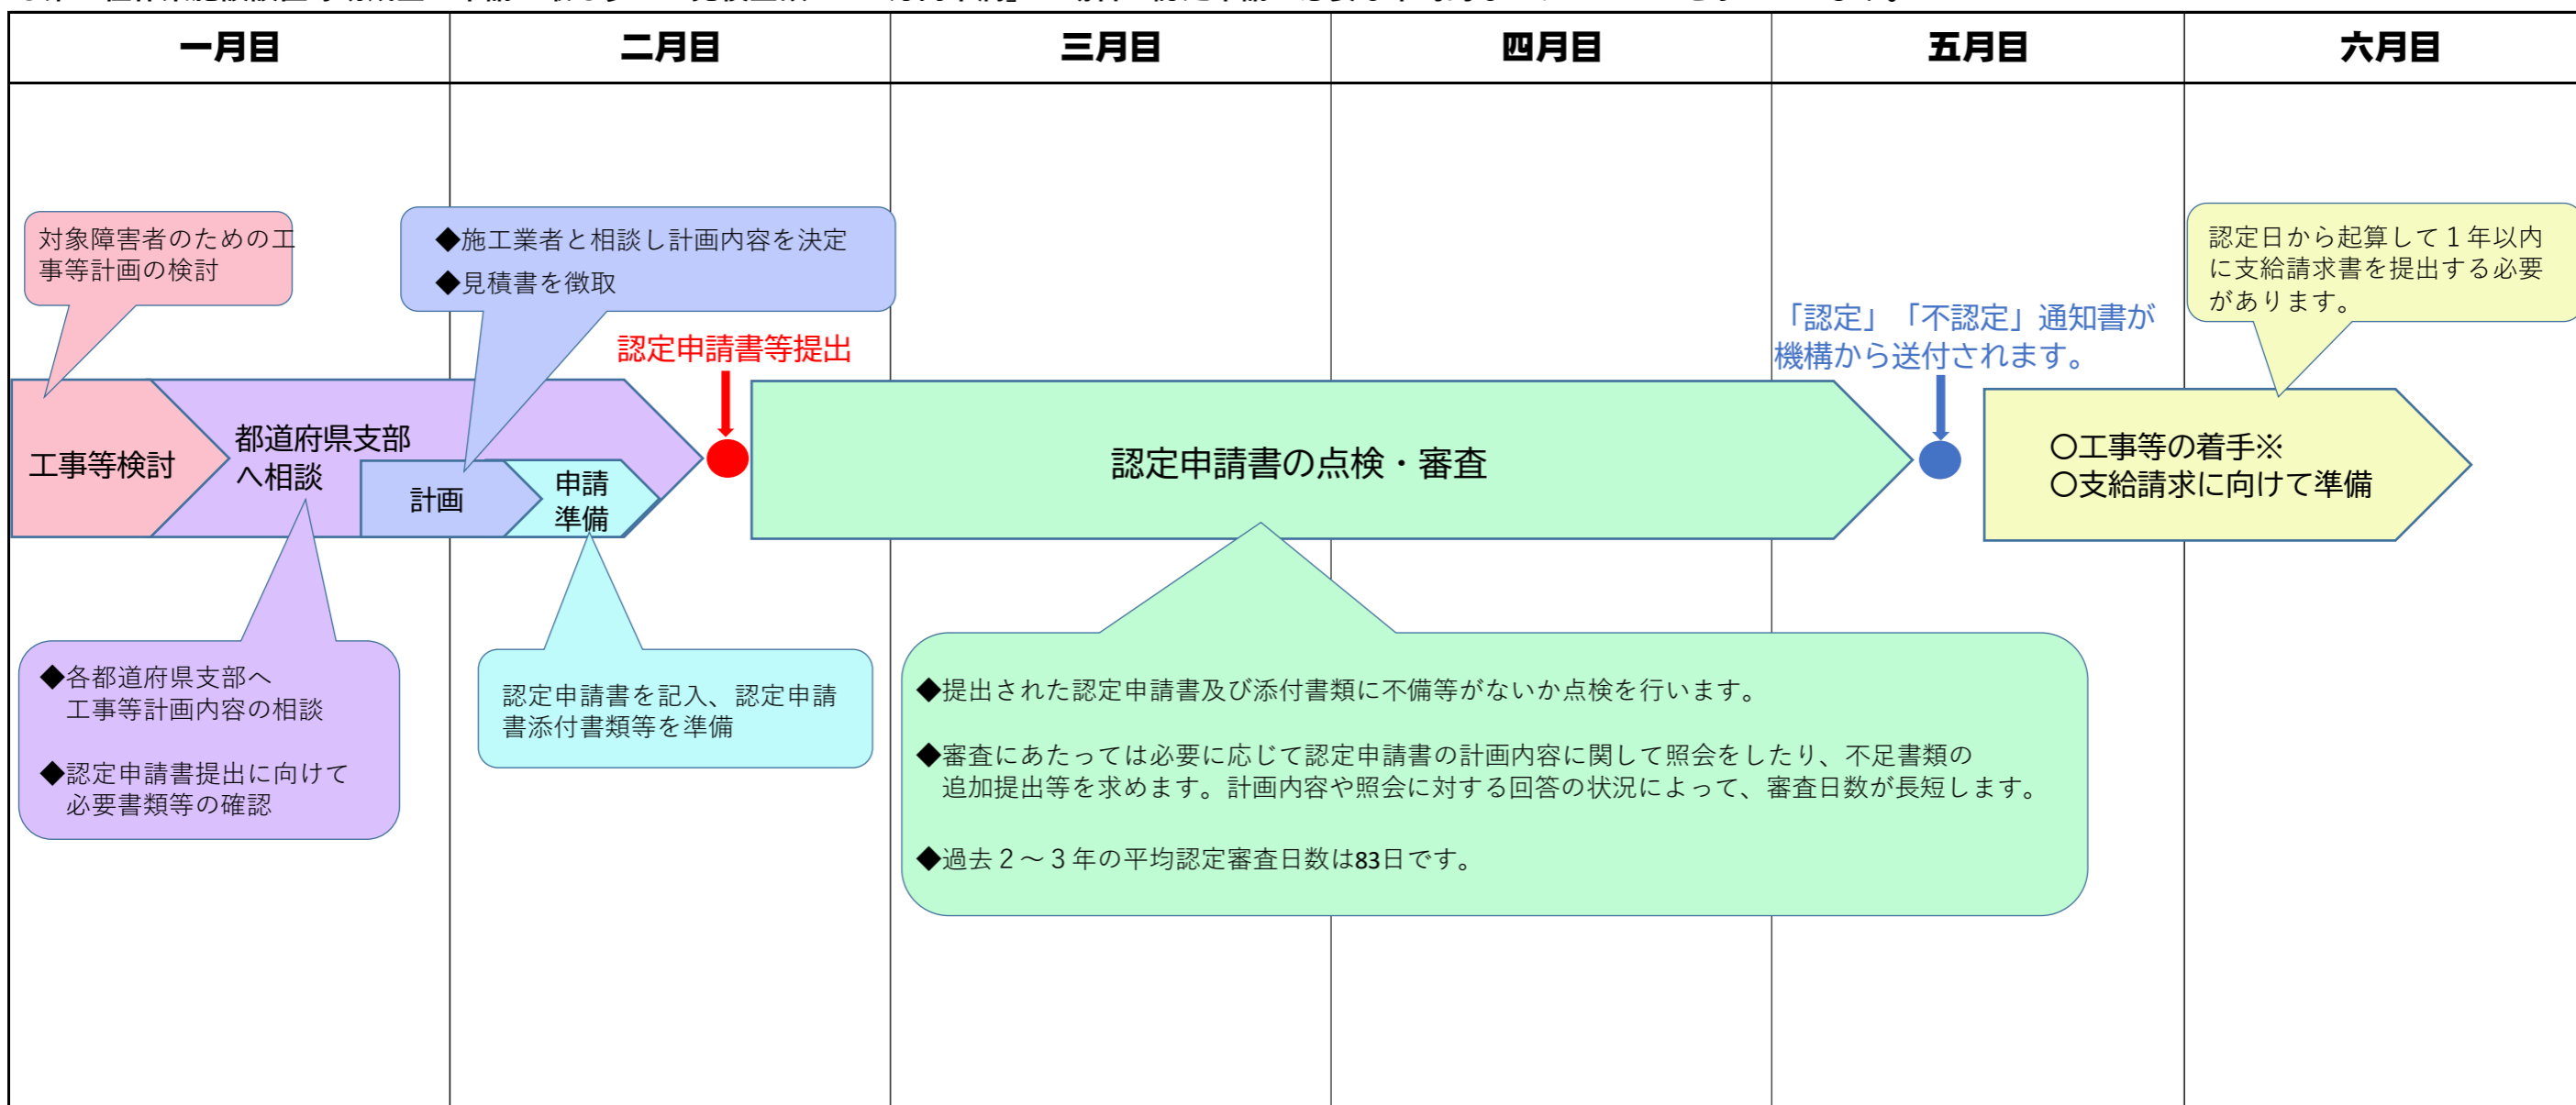 一月目
二月目
三月目
四月目
五月目
六月目
対象障害者のための工
事等計画の検討
◆施工業者と相談し計画内容を決定
◆見積書を徴取
認定申請書等提出
「認定」「不認定」通知書が
機構から送付されます。
認定日から起算して１年以内
に支給請求書を提出する必要
があります。
工事等検討
都道府県支部
へ相談
計画
申請
準備
認定申請書の点検・審査
〇工事等の着手※
〇支給請求に向けて準備
◆各都道府県支部へ
工事等計画内容の相談
◆認定申請書提出に向けて
必要書類等の確認
認定申請書を記入、認定申請
書添付書類等を準備
◆提出された認定申請書及び添付書類に不備等がないか点検を行います。
◆審査にあたっては必要に応じて認定申請書の計画内容に関して照会をしたり、不足書類の
追加提出等を求めます。計画内容や照会に対する回答の状況によって、審査日数が長短します。
◆過去２～３年の平均認定審査日数は83日です。